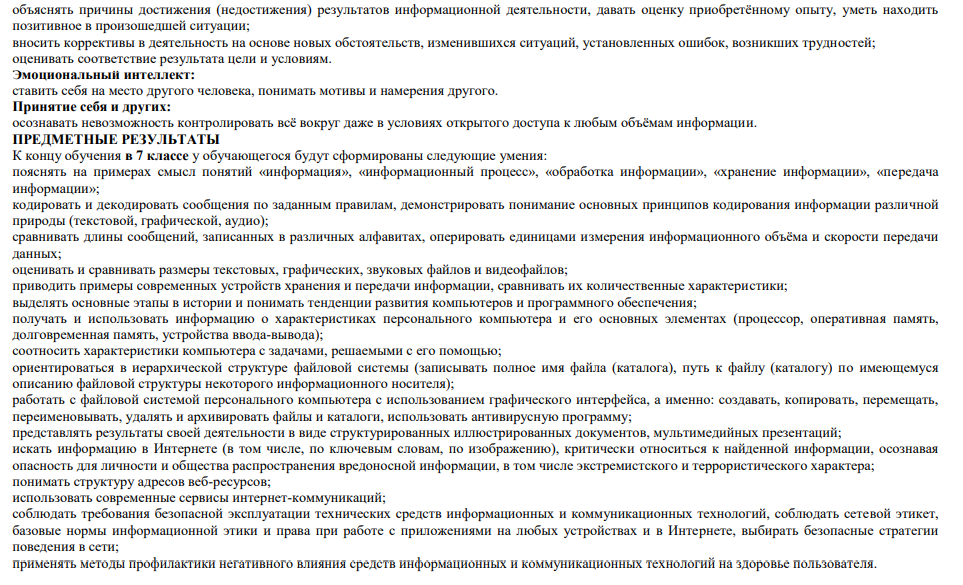 объяснять причины достижения (недостижения) результатов информационной деятельности, давать оценку приобретённому опыту, уметь находить
позитивное в произошедшей ситуации;
вносить коррективы в деятельность на основе новых обстоятельств, изменившихся ситуаций, установленных ошибок, возникших трудностей;
оценивать соответствие результата цели и условиям.
Эмоциональный интеллект:
ставить себя на место другого человека, понимать мотивы и намерения другого.
Принятие себя и других:
осознавать невозможность контролировать всё вокруг даже в условиях открытого доступа к любым объёмам информации.
ПРЕДМЕТНЫЕ РЕЗУЛЬТАТЫ
К концу обучения в 7 классе у обучающегося будут сформированы следующие умения:
пояснять на примерах смысл понятий «информация», «информационный процесс», «обработка информации», «хранение информации», «передача
информации»;
кодировать и декодировать сообщения по заданным правилам, демонстрировать понимание основных принципов кодирования информации различной
природы (текстовой, графической, аудио);
сравнивать длины сообщений, записанных в различных алфавитах, оперировать единицами измерения информационного объёма и скорости передачи
данных;
оценивать и сравнивать размеры текстовых, графических, звуковых файлов и видеофайлов;
приводить примеры современных устройств хранения и передачи информации, сравнивать их количественные характеристики;
выделять основные этапы в истории и понимать тенденции развития компьютеров и программного обеспечения;
получать и использовать информацию о характеристиках персонального компьютера и его основных элементах (процессор, оперативная память,
долговременная память, устройства ввода-вывода);
соотносить характеристики компьютера с задачами, решаемыми с его помощью;
ориентироваться в иерархической структуре файловой системы (записывать полное имя файла (каталога), путь к файлу (каталогу) по имеющемуся
описанию файловой структуры некоторого информационного носителя);
работать с файловой системой персонального компьютера с использованием графического интерфейса, а именно: создавать, копировать, перемещать,
переименовывать, удалять и архивировать файлы и каталоги, использовать антивирусную программу;
представлять результаты своей деятельности в виде структурированных иллюстрированных документов, мультимедийных презентаций;
искать информацию в Интернете (в том числе, по ключевым словам, по изображению), критически относиться к найденной информации, осознавая
опасность для личности и общества распространения вредоносной информации, в том числе экстремистского и террористического характера;
понимать структуру адресов веб-ресурсов;
использовать современные сервисы интернет-коммуникаций;
соблюдать требования безопасной эксплуатации технических средств информационных и коммуникационных технологий, соблюдать сетевой этикет,
базовые нормы информационной этики и права при работе с приложениями на любых устройствах и в Интернете, выбирать безопасные стратегии
поведения в сети;
применять методы профилактики негативного влияния средств информационных и коммуникационных технологий на здоровье пользователя.